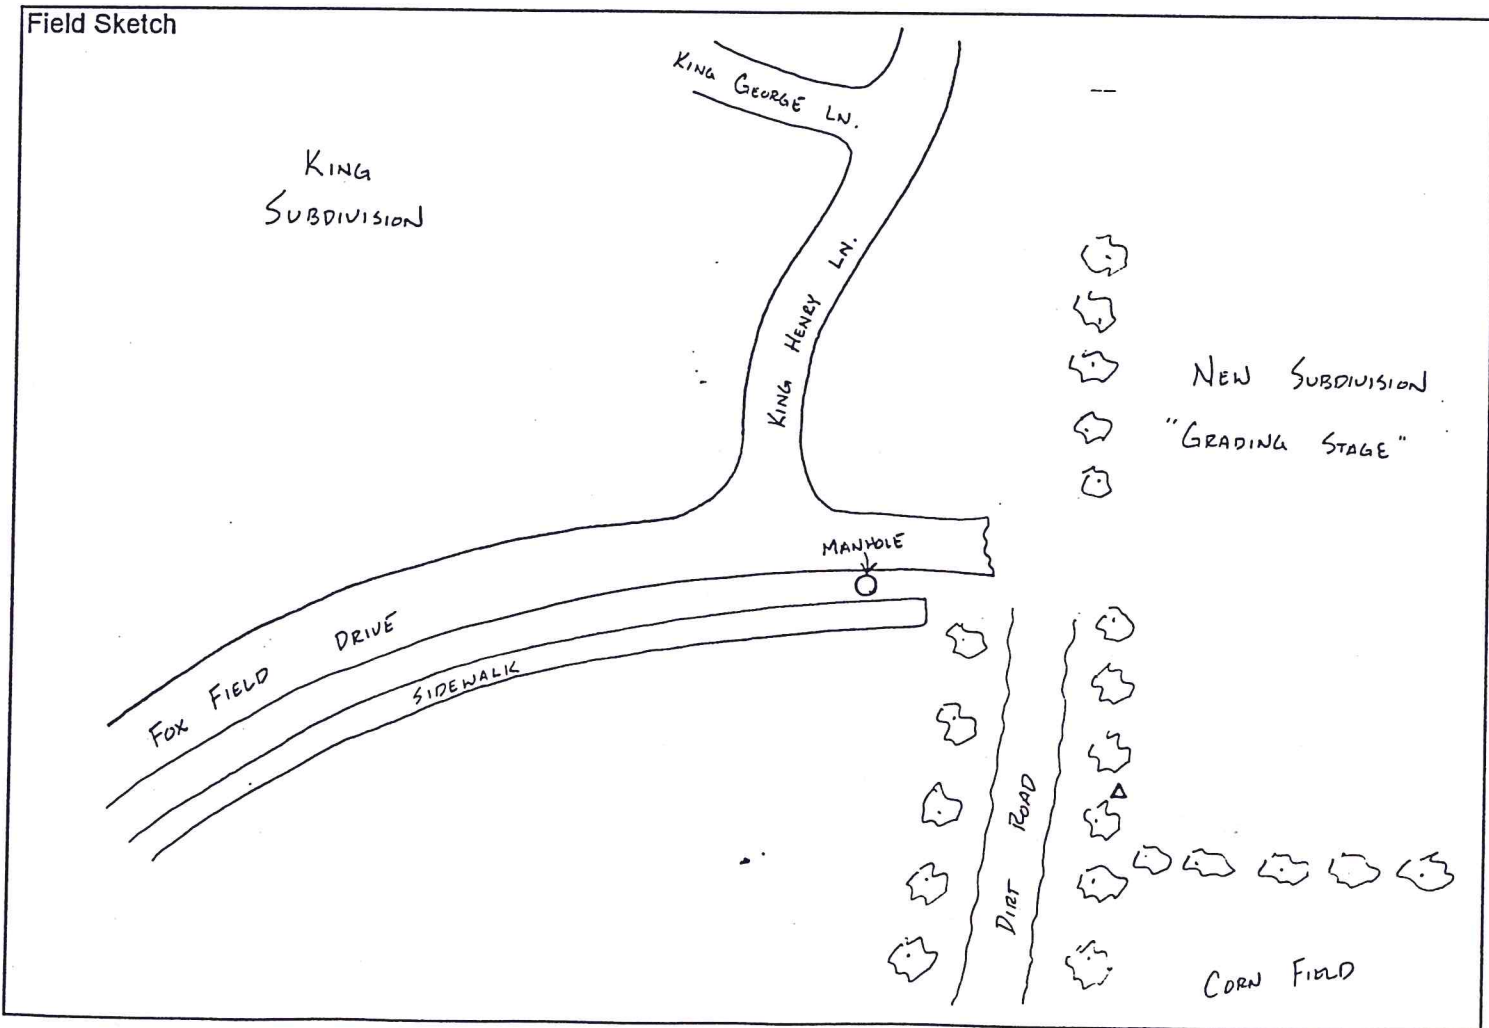 Field Sketch
KING GEORGE LN.
KING
SUBDIVISION
KING HENRY LN.
NEW SUBDIVISION
"GRADING STAGE"
MANHOLE
FOX FIELD DRIVE
SIDEWALK
DIRT ROAD
CORN FIELD